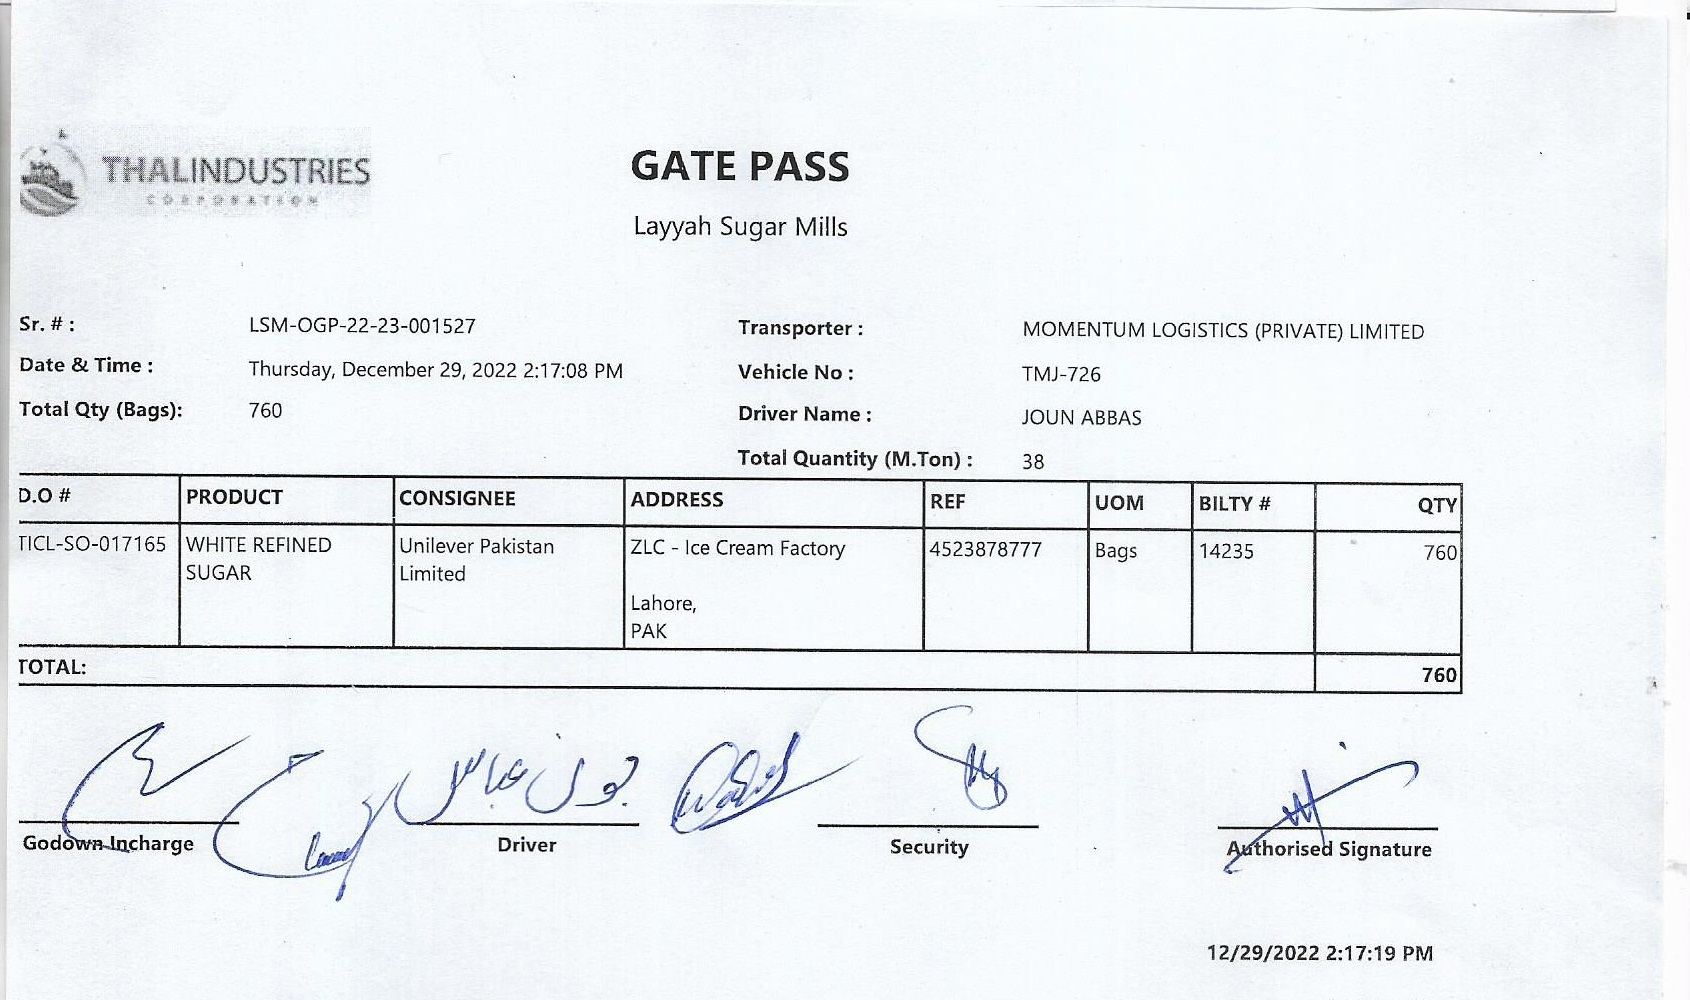 THALINDUSTRIES
CORPORATION
GATE PASS
Layyah Sugar Mills
Sr. # : LSM-OGP-22-23-001527
Date & Time : Thursday, December 29, 2022 2:17:08 PM
Total Qty (Bags): 760
Transporter : MOMENTUM LOGISTICS (PRIVATE) LIMITED
Vehicle No : TMJ-726
Driver Name : JOUN ABBAS
Total Quantity (M.Ton) : 38
D.O # PRODUCT CONSIGNEE ADDRESS REF UOM BILTY # QTY
TICL-SO-017165 WHITE REFINED Unilever Pakistan ZLC - Ice Cream Factory 4523878777 Bags 14235 760
SUGAR Limited
Lahore,
PAK
TOTAL: 760
جون عباس
Godown Incharge Driver Security Authorised Signature
12/29/2022 2:17:19 PM